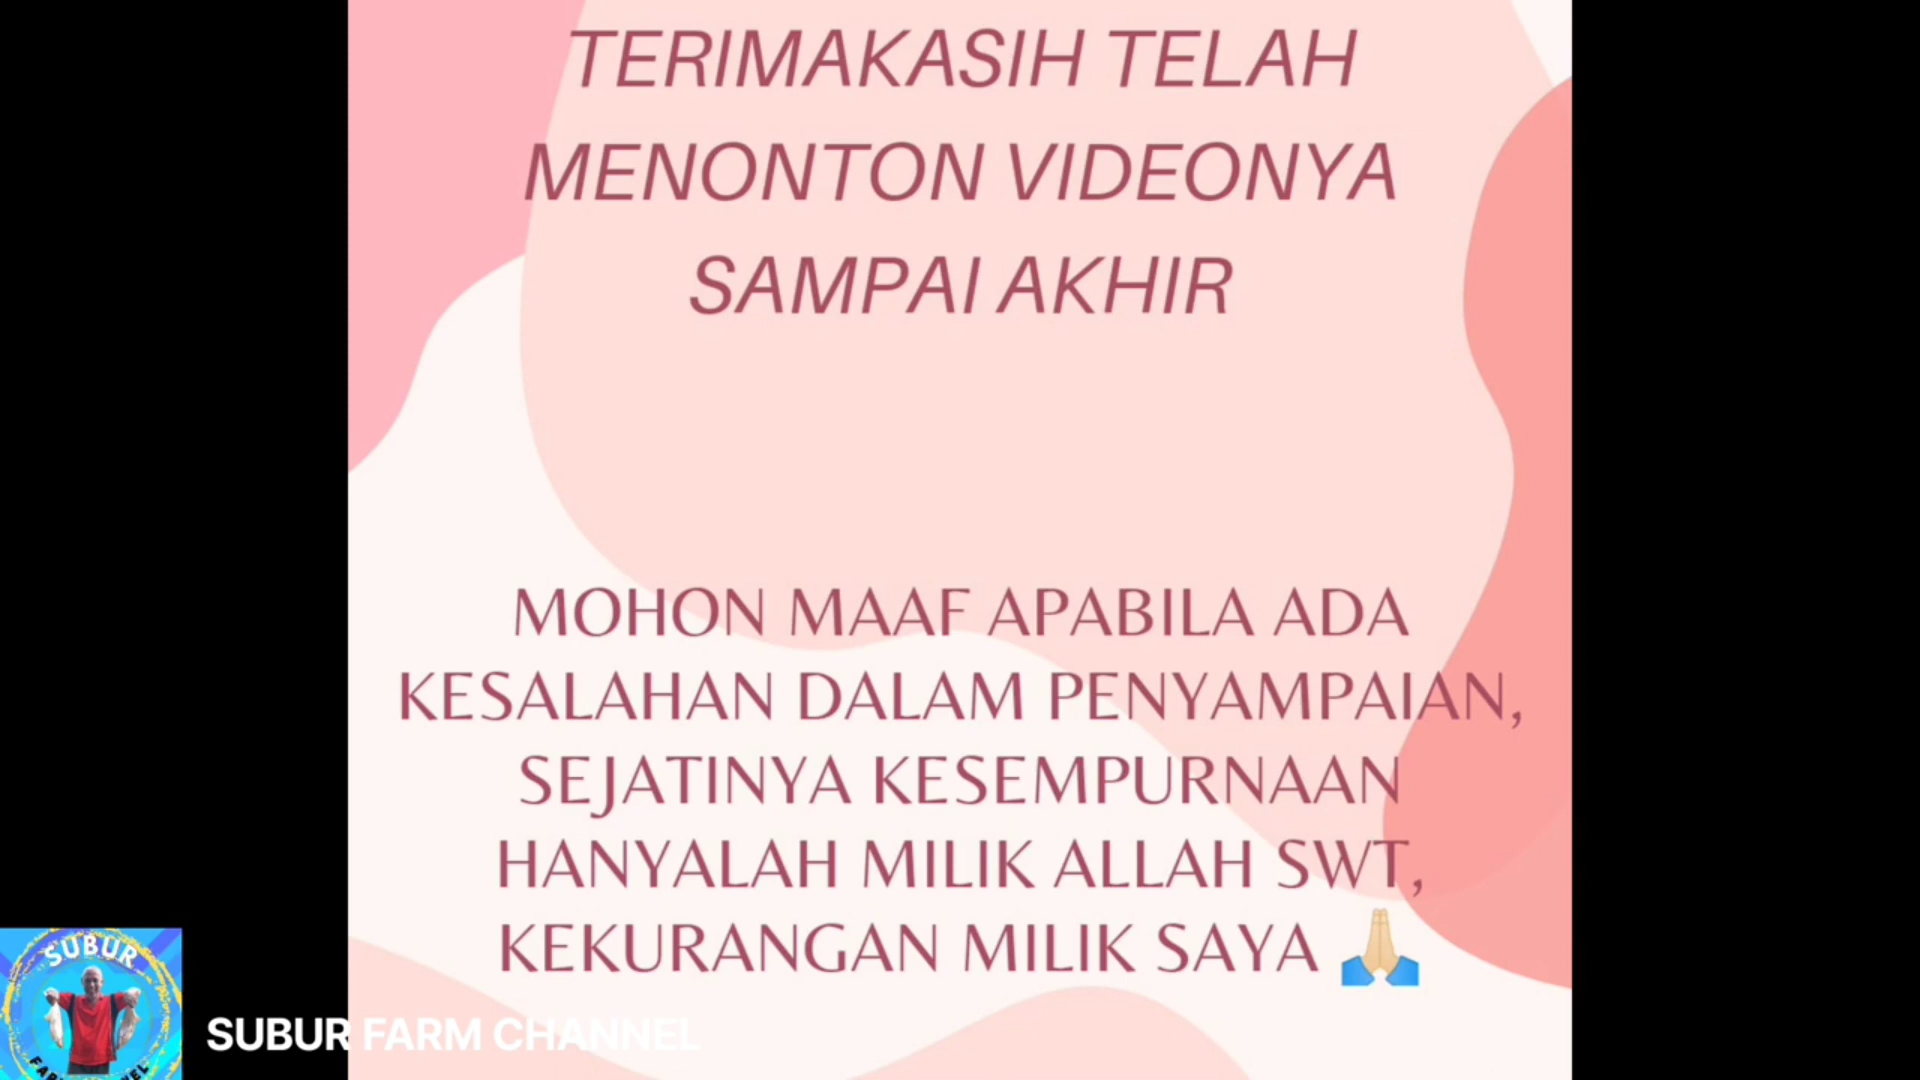 TERIMAKASIH TELAH
MENONTON VIDEONYA
SAMPAI AKHIR
MOHON MAAF APABILA ADA
KESALAHAN DALAM PENYAMPAIAN,
SEJATINYA KESEMPURNAAN
HANYALAH MILIK ALLAH SWT,
KEKURANGAN MILIK SAYA 🙏🏻
SUBUR
SUBUR FARM CHANNEL